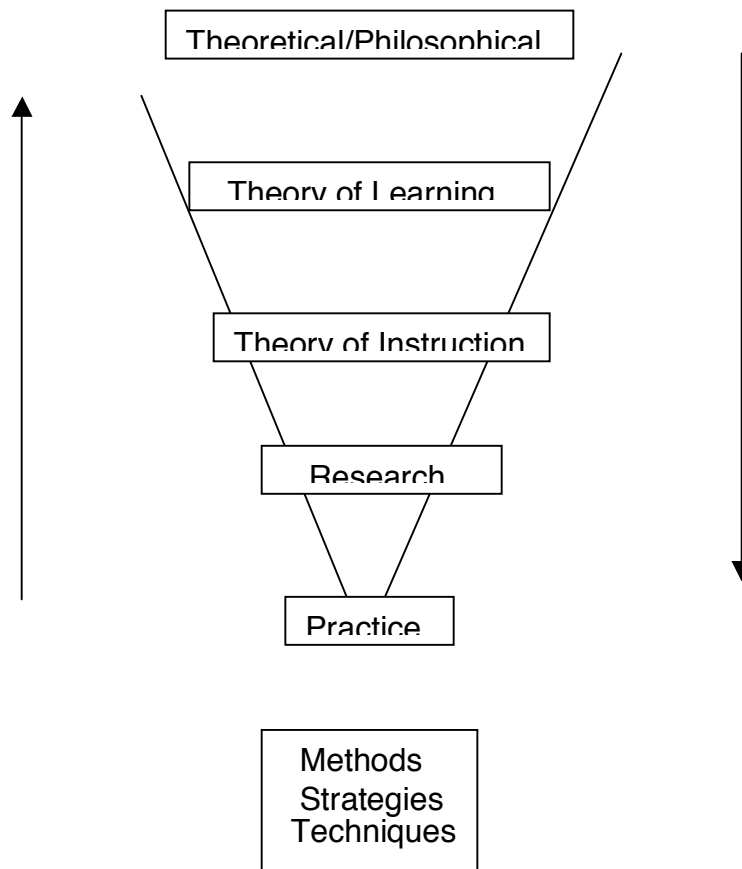 Theoretical/Philosophical
Theory of Learning
Theory of Instruction
Research
Practice
Methods
Strategies
Techniques